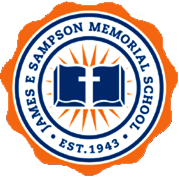 JAMES E SAMPSON MEMORIAL SCHOOL
• EST.1943 •